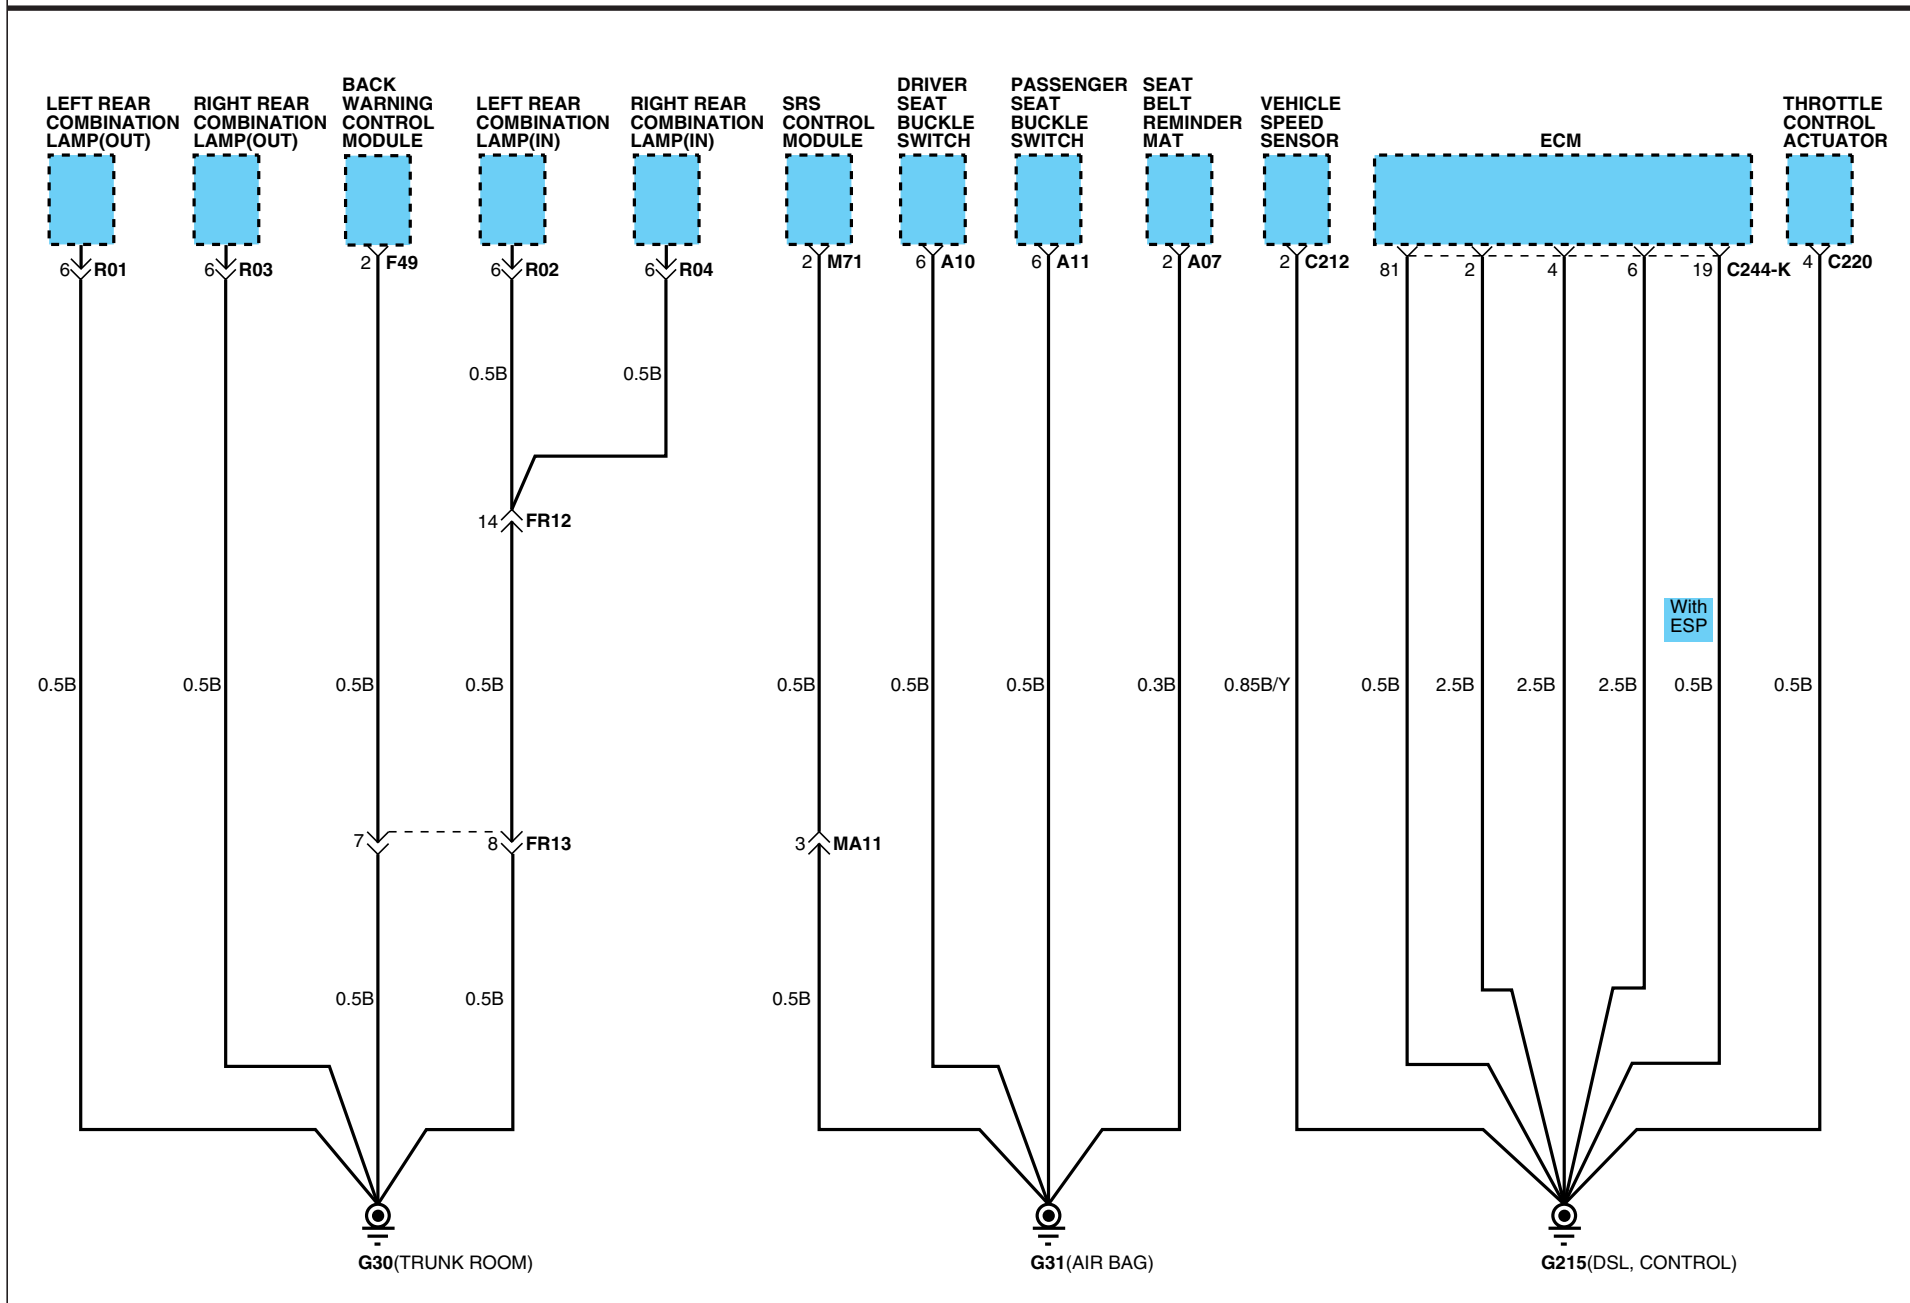 LEFT REAR
COMBINATION
LAMP(OUT)
RIGHT REAR
COMBINATION
LAMP(OUT)
BACK
WARNING
CONTROL
MODULE
LEFT REAR
COMBINATION
LAMP(IN)
RIGHT REAR
COMBINATION
LAMP(IN)
SRS
CONTROL
MODULE
DRIVER
SEAT
BUCKLE
SWITCH
PASSENGER
SEAT
BUCKLE
SWITCH
SEAT
BELT
REMINDER
MAT
VEHICLE
SPEED
SENSOR
ECM
THROTTLE
CONTROL
ACTUATOR
6 R01
6 R03
2 F49
6 R02
6 R04
2 M71
6 A10
6 A11
2 A07
2 C212
81 2 4 6 19 C244-K
4 C220
0.5B 0.5B
14 FR12
With
ESP
0.5B 0.5B 0.5B 0.5B 0.5B 0.5B 0.5B 0.3B 0.85B/Y 0.5B 2.5B 2.5B 2.5B 0.5B 0.5B
7 8 FR13
3 MA11
0.5B 0.5B 0.5B
G30(TRUNK ROOM)
G31(AIR BAG)
G215(DSL, CONTROL)